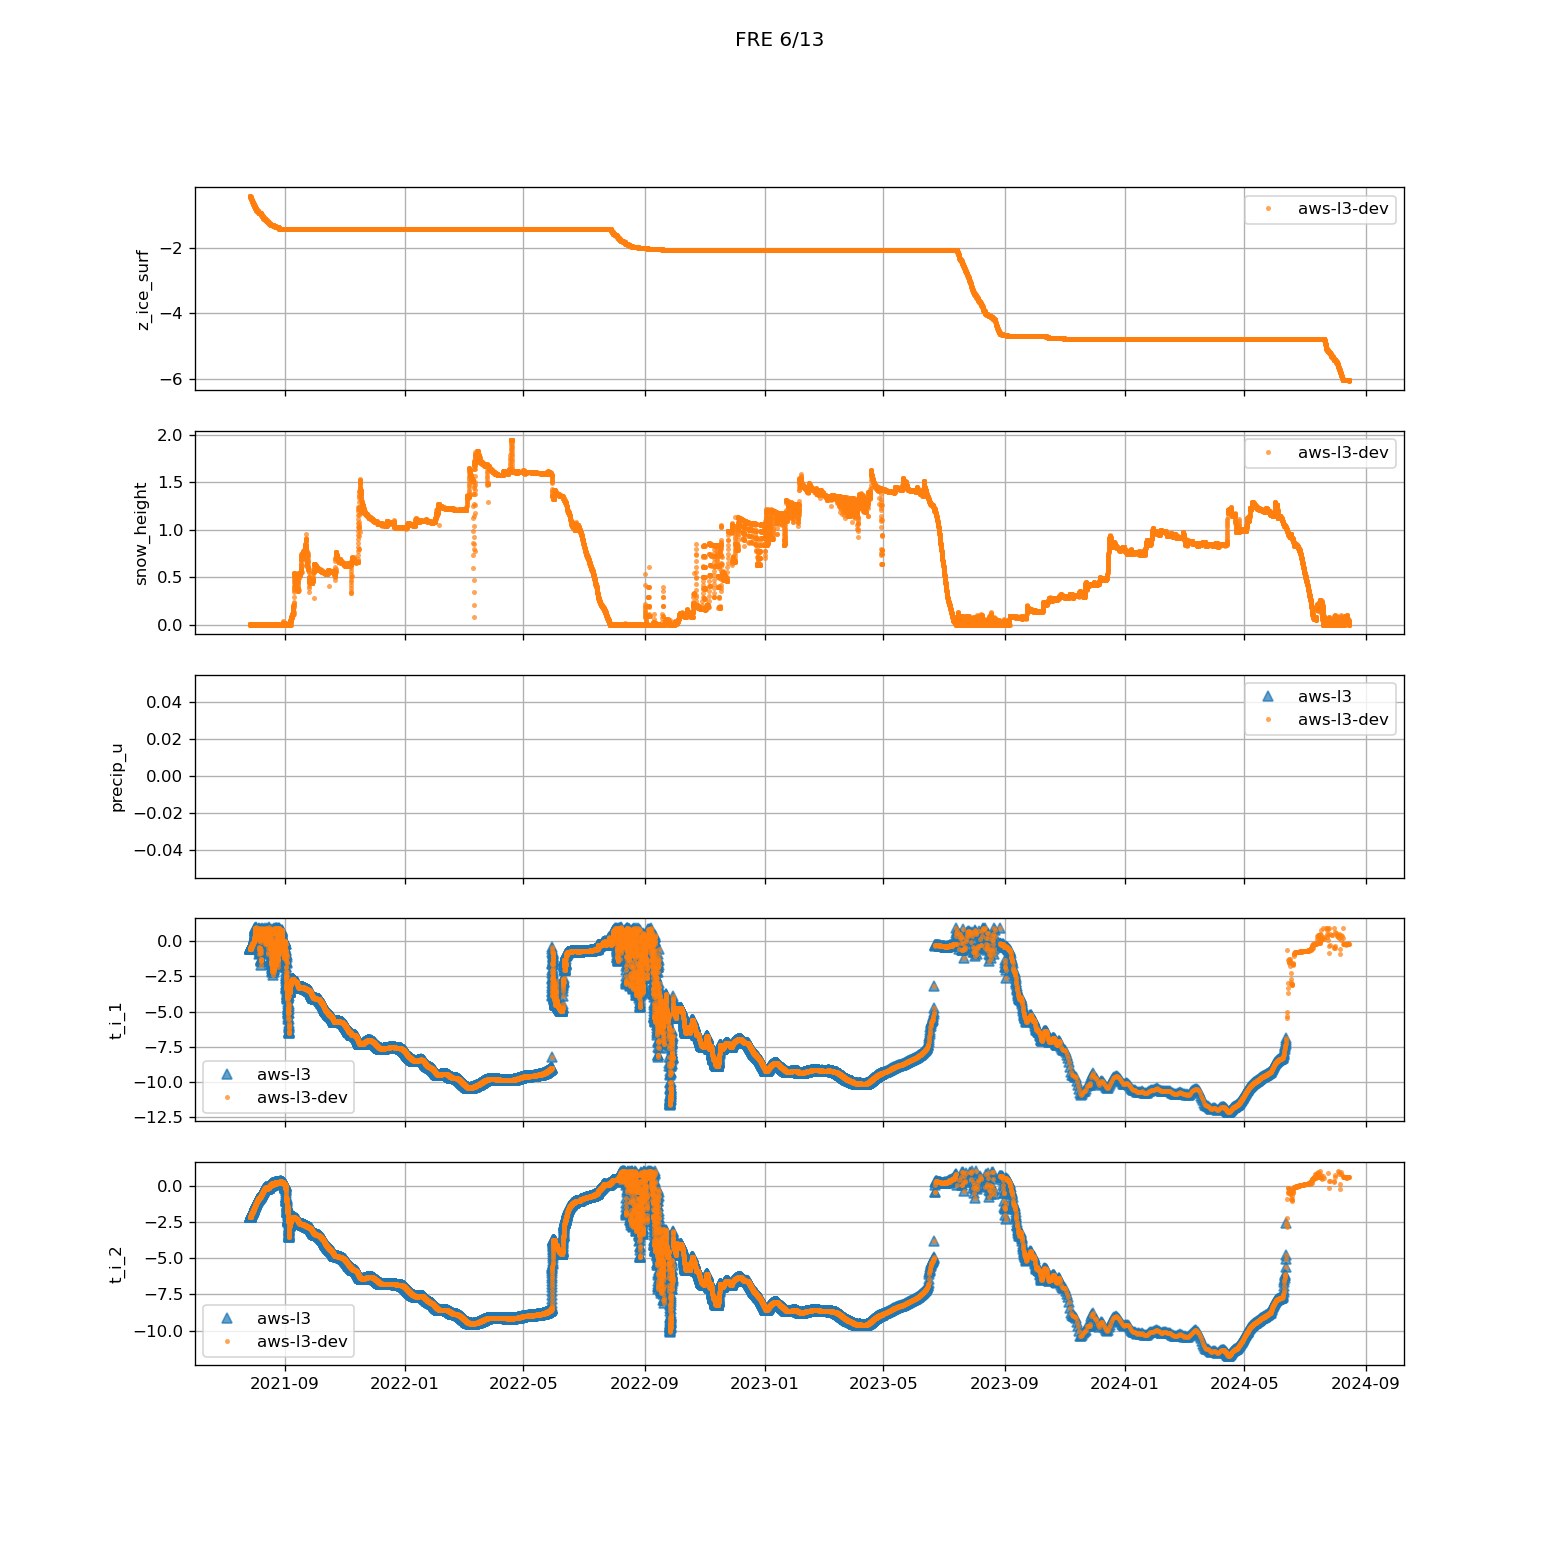 FRE 6/13
z_ice_surf
−2
−4
−6
aws-l3-dev
snow_height
2.0
1.5
1.0
0.5
0.0
aws-l3-dev
precip_u
0.04
0.02
0.00
−0.02
−0.04
aws-l3
aws-l3-dev
t_i_1
0.0
−2.5
−5.0
−7.5
−10.0
−12.5
aws-l3
aws-l3-dev
t_i_2
0.0
−2.5
−5.0
−7.5
−10.0
aws-l3
aws-l3-dev
2021-09 2022-01 2022-05 2022-09 2023-01 2023-05 2023-09 2024-01 2024-05 2024-09